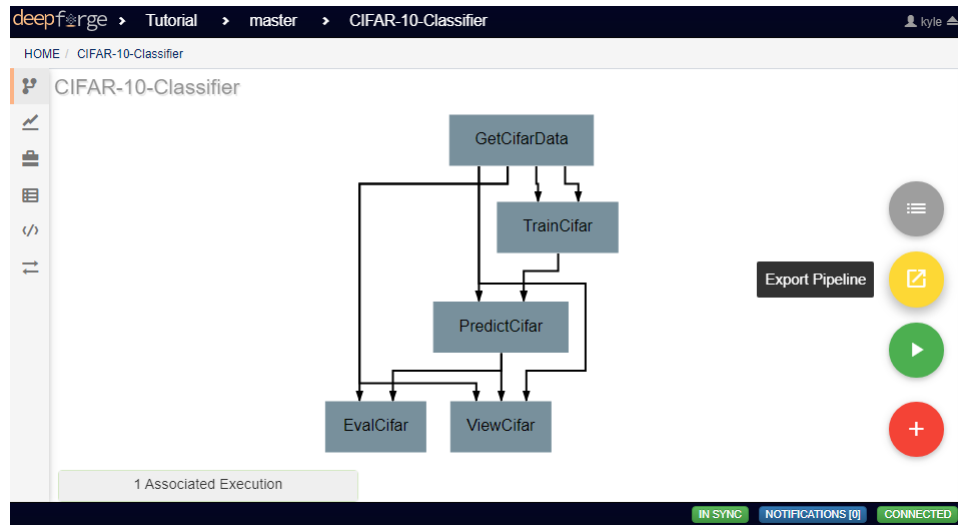 deepforge > Tutorial > master > CIFAR-10-Classifier kyle
HOME / CIFAR-10-Classifier
CIFAR-10-Classifier
GetCifarData
TrainCifar
Export Pipeline
PredictCifar
EvalCifar ViewCifar
1 Associated Execution
IN SYNC NOTIFICATIONS [0] CONNECTED